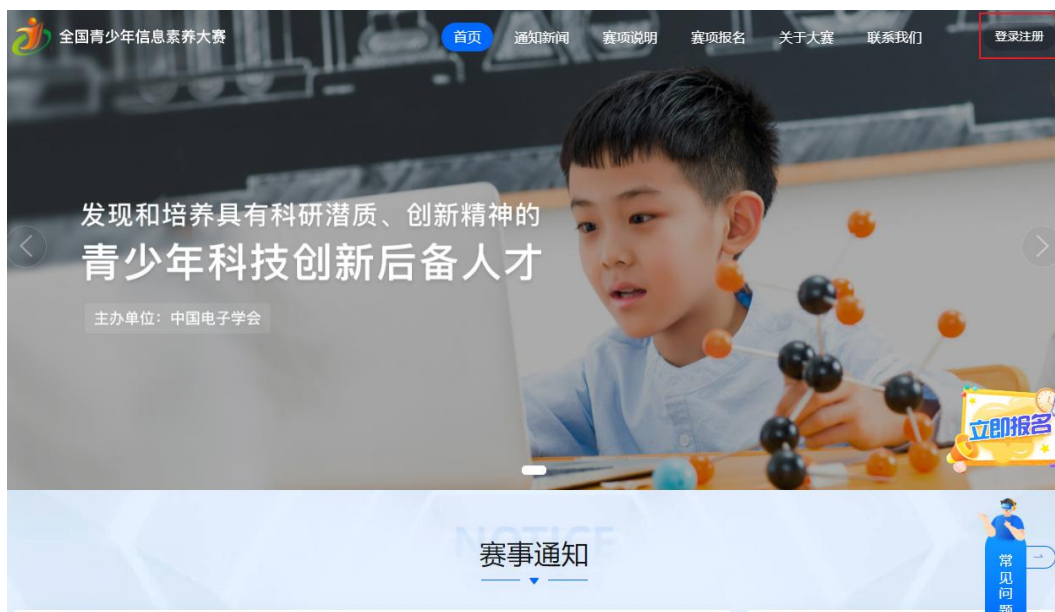 全国青少年信息素养大赛
首页
通知新闻
赛项说明
赛项报名
关于大赛
联系我们
登录注册
发现和培养具有科研潜质、创新精神的
青少年科技创新后备人才
主办单位：中国电子学会
立即报名
NOTICE
赛事通知
常见问题